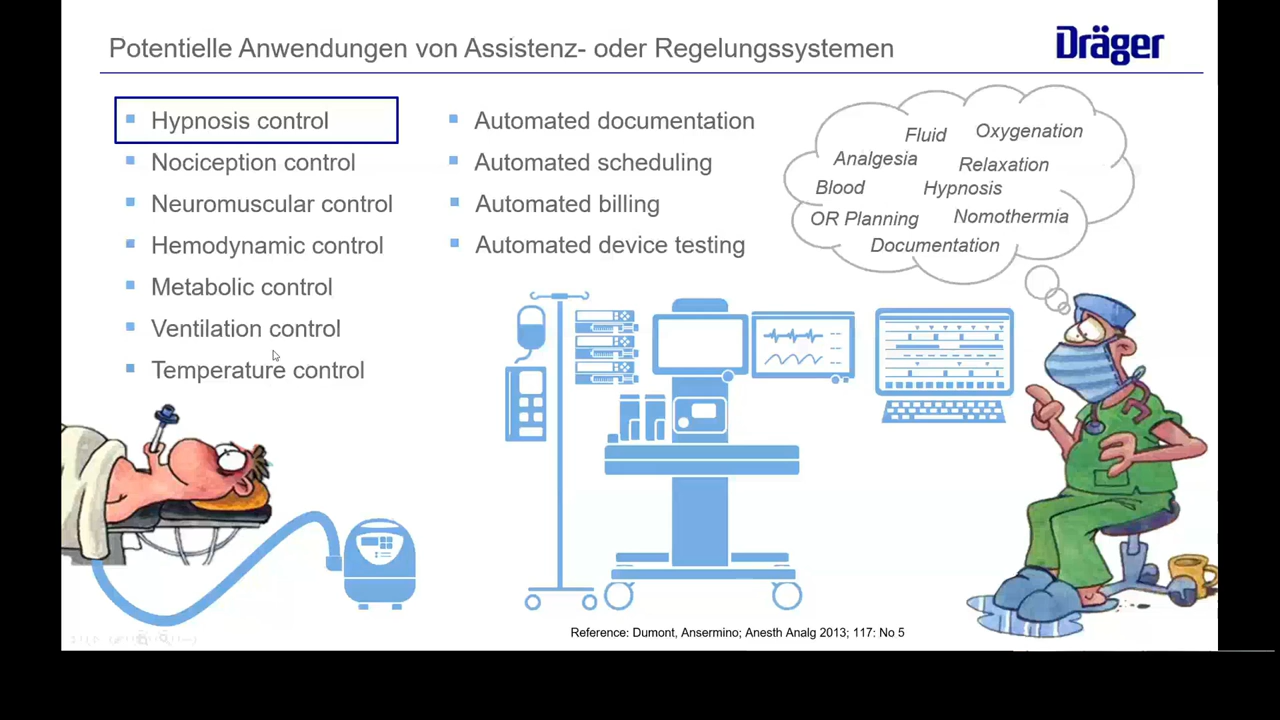 Potentielle Anwendungen von Assistenz- oder Regelungssystemen
Dräger
Hypnosis control
Nociception control
Neuromuscular control
Hemodynamic control
Metabolic control
Ventilation control
Temperature control
Automated documentation
Automated scheduling
Automated billing
Automated device testing
Fluid
Oxygenation
Analgesia
Relaxation
Blood
Hypnosis
OR Planning
Nomothermia
Documentation
Reference: Dumont, Ansermino; Anesth Analg 2013; 117: No 5